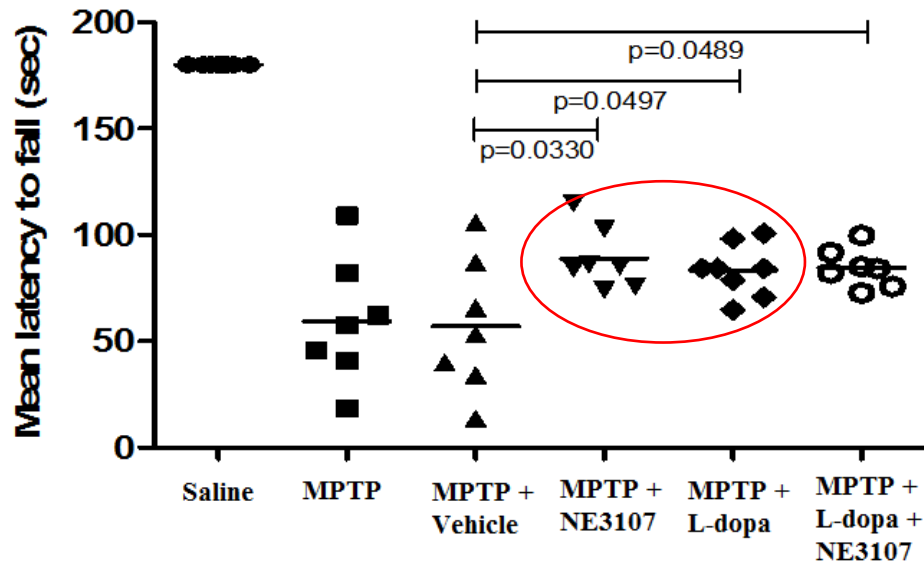 Mean latency to fall (sec)
200
150
100
50
0
p=0.0489
p=0.0497
p=0.0330
Saline
MPTP
MPTP +
Vehicle
MPTP +
NE3107
MPTP +
L-dopa
MPTP +
L-dopa +
NE3107